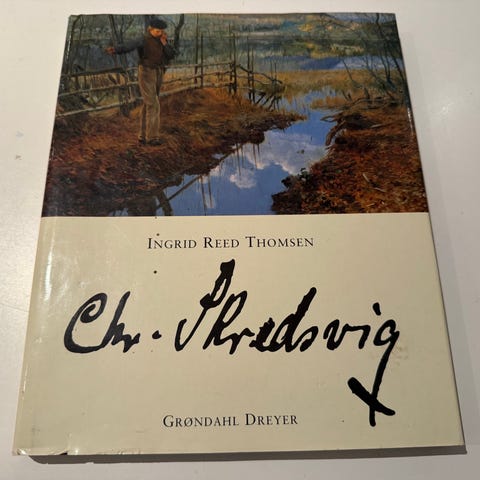 INGRID REED THOMSEN
Chr. Skredsvig
GRØNDAHL DREYER